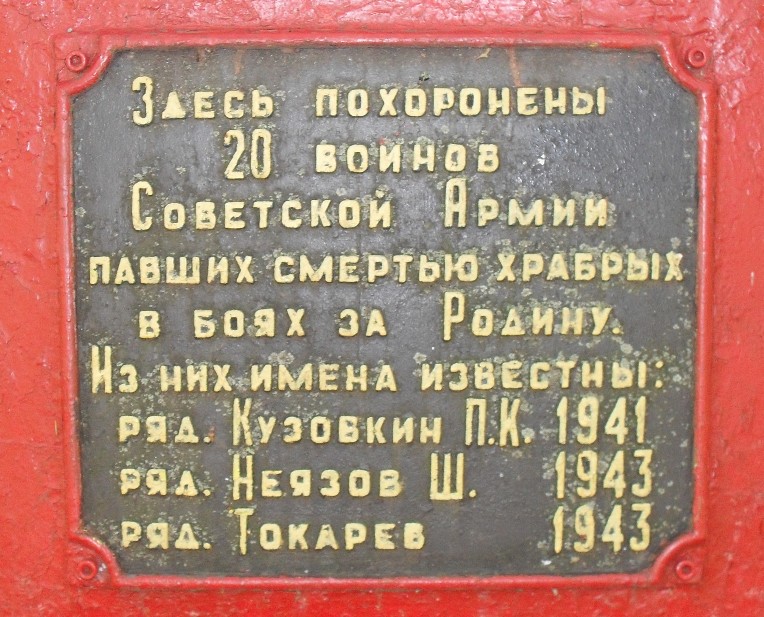 Здесь похоронены
20 воинов
Советской Армии
павших смертью храбрых
в боях за Родину.
Из них имена известны:
ряд. Кузовкин П.К. 1941
ряд. Неязов Ш. 1943
ряд. Токарев 1943